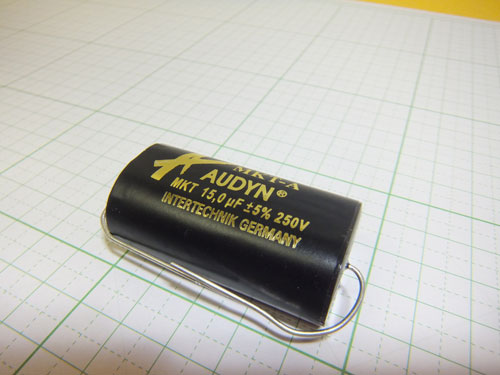 MKT-A
AUDYN®
MKT 15,0 µF ±5% 250V
INTERTECHNIK GERMANY